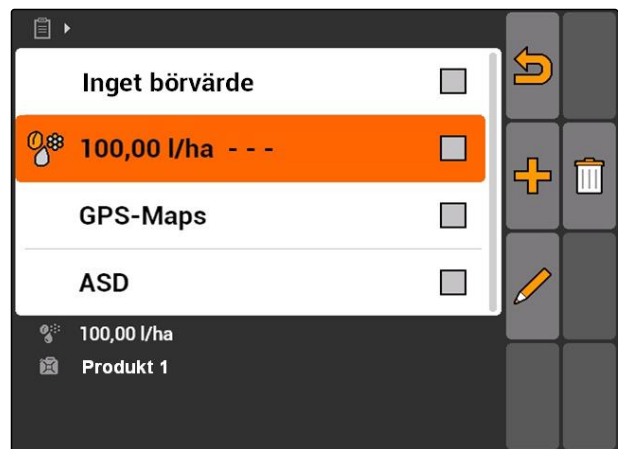 Inget börvärde
100,00 l/ha - - -
GPS-Maps
ASD
100,00 l/ha
Produkt 1